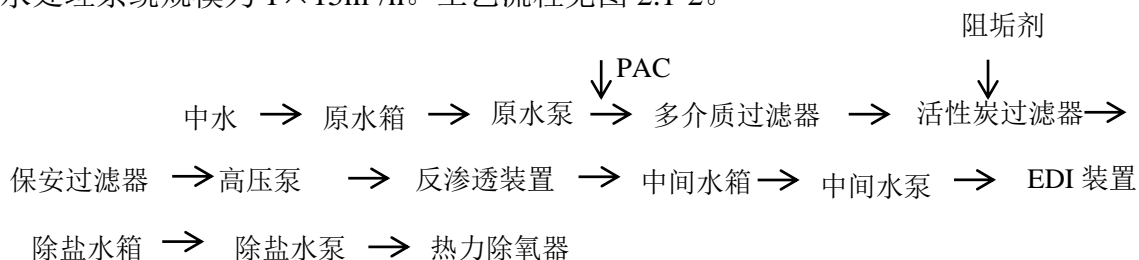 水处理系统规模为 1×15m³/h。工艺流程见图 2.1-2。
阻垢剂
PAC
中水 原水箱 原水泵 多介质过滤器 活性炭过滤器
保安过滤器 高压泵 反渗透装置 中间水箱 中间水泵 EDI 装置
除盐水箱 除盐水泵 热力除氧器